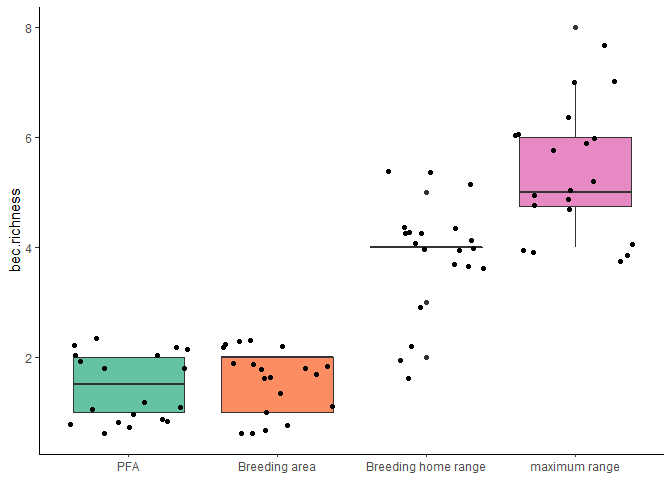 8
6
4
2
bec.richness
PFA
Breeding area
Breeding home range
maximum range